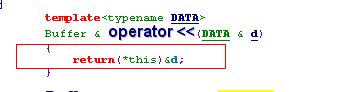 template<typename DATA>
Buffer & operator <<(DATA & d)
{
return(*this)&d;
}